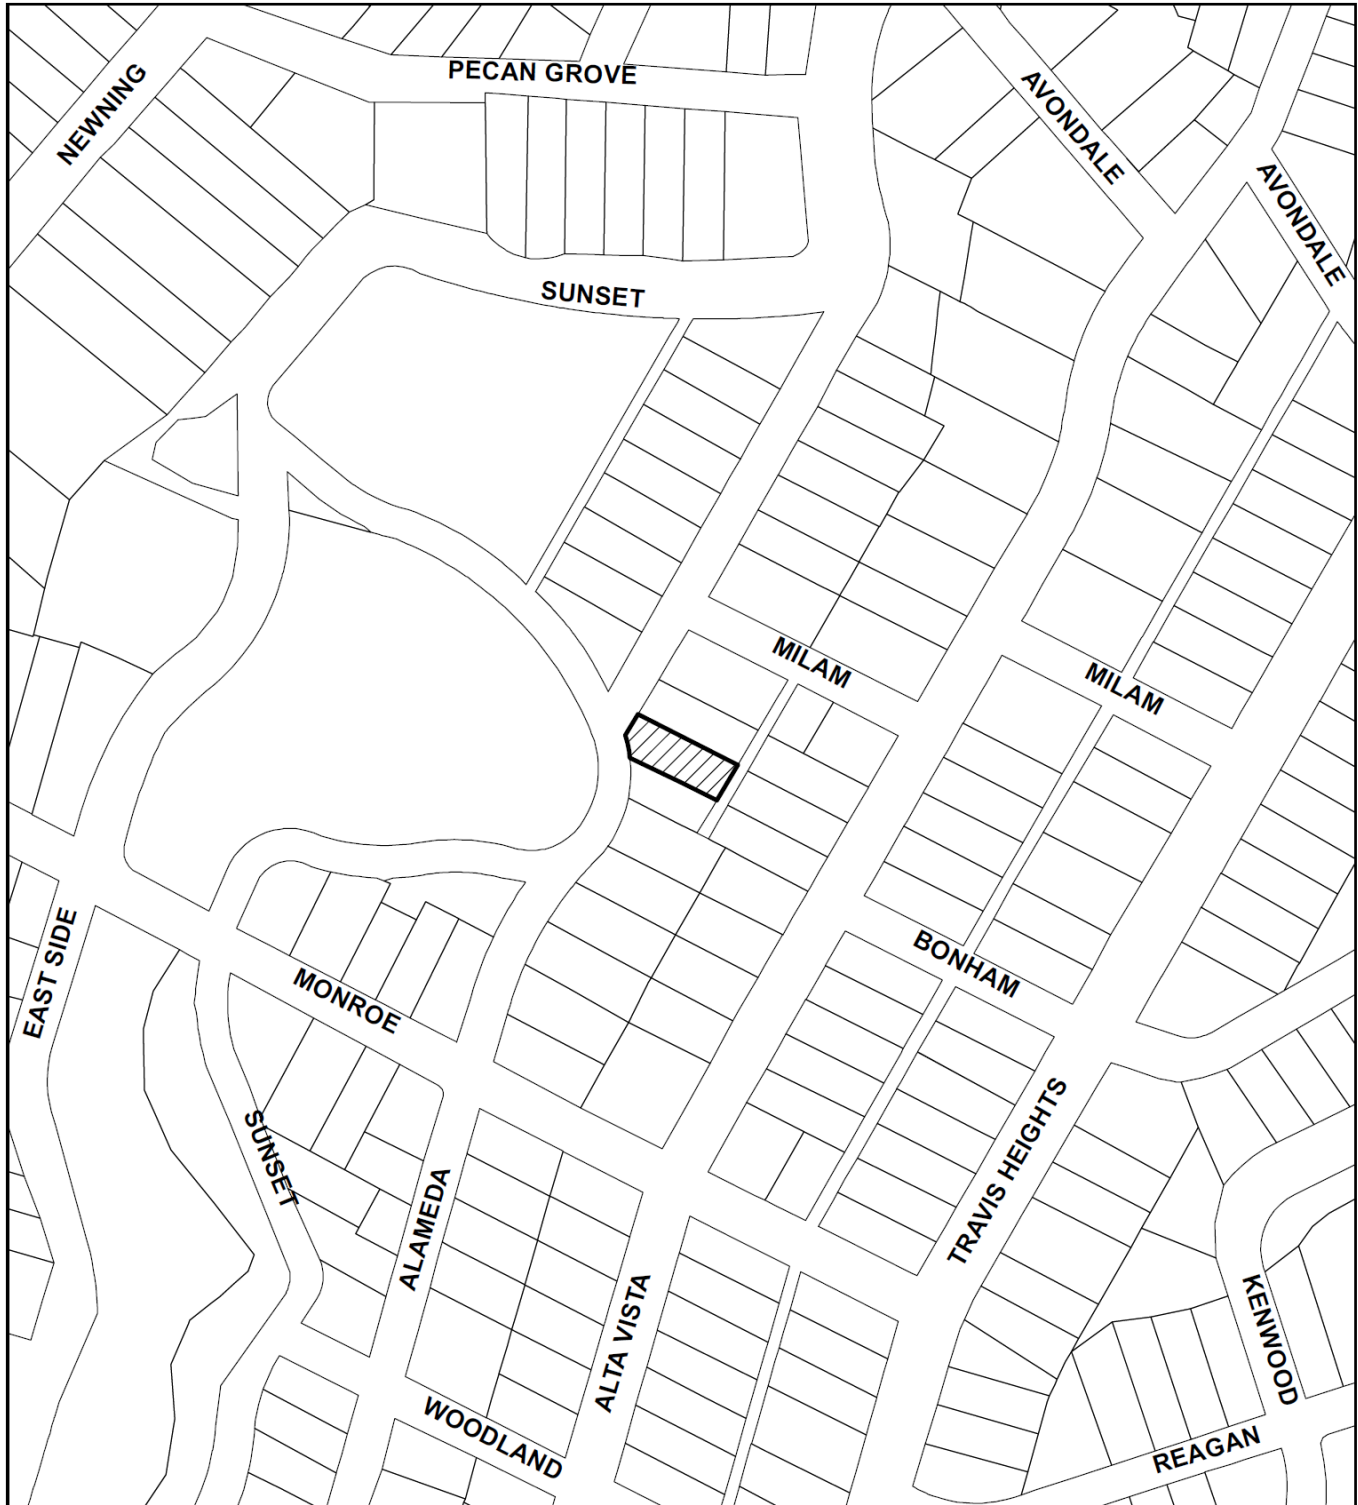 PECAN GROVE
NEWNING
AVONDALE
AVONDALE
SUNSET
MILAM
MILAM
EAST SIDE
MONROE
BONHAM
SUNSET
ALAMEDA
TRAVIS HEIGHTS
ALTA VISTA
KENWOOD
WOODLAND
REAGAN